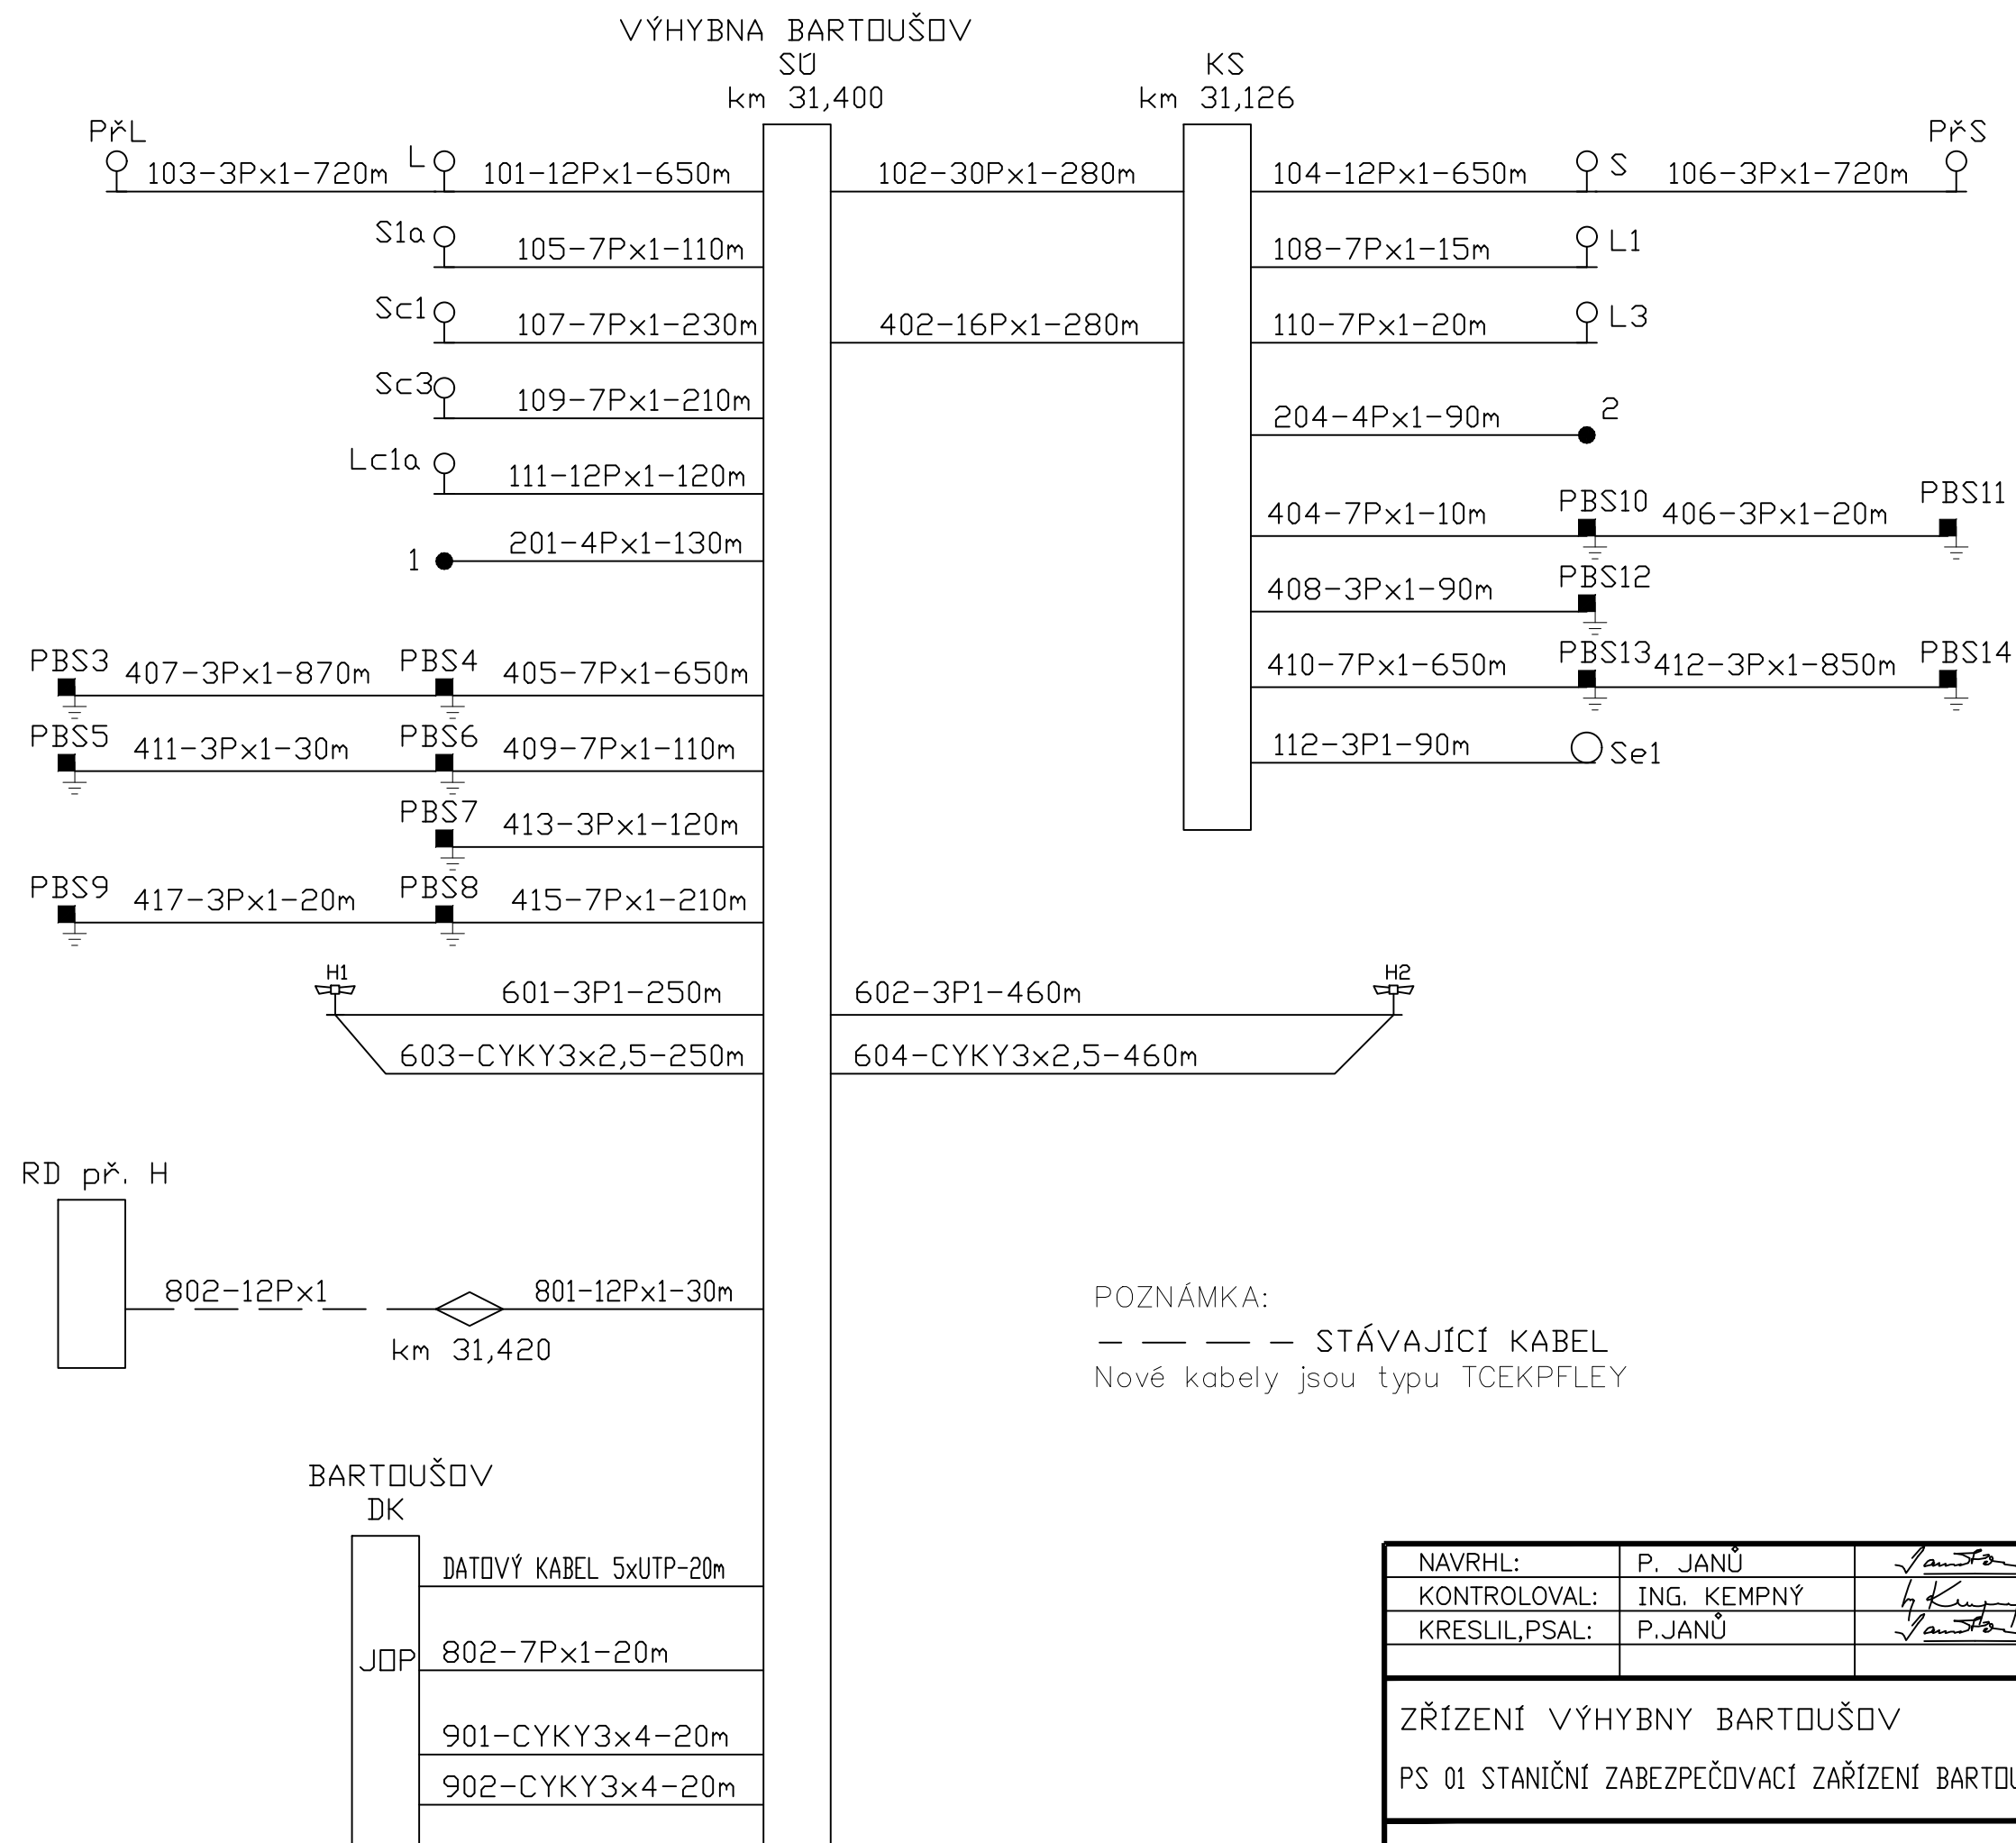 VÝHYBNA BARTOUŠOV
SÚ
km 31,400
KS
km 31,126
PřL
103-3Px1-720m
L
101-12Px1-650m
102-30Px1-280m
104-12Px1-650m
S
106-3Px1-720m
PřS
S1a
105-7Px1-110m
108-7Px1-15m
L1
Sc1
107-7Px1-230m
402-16Px1-280m
110-7Px1-20m
L3
Sc3
109-7Px1-210m
204-4Px1-90m
2
Lc1a
111-12Px1-120m
404-7Px1-10m
PBS10
406-3Px1-20m
PBS11
1
201-4Px1-130m
408-3Px1-90m
PBS12
PBS3
407-3Px1-870m
PBS4
405-7Px1-650m
410-7Px1-650m
PBS13
412-3Px1-850m
PBS14
PBS5
411-3Px1-30m
PBS6
409-7Px1-110m
112-3P1-90m
Se1
PBS7
413-3Px1-120m
PBS9
417-3Px1-20m
PBS8
415-7Px1-210m
H1
601-3P1-250m
602-3P1-460m
H2
603-CYKY3x2,5-250m
604-CYKY3x2,5-460m
RD př. H
802-12Px1
801-12Px1-30m
km 31,420
POZNÁMKA:
STÁVAJÍCÍ KABEL
Nové kabely jsou typu TCEKPFLEY
BARTOUŠOV
DK
DATOVÝ KABEL 5xUTP-20m
JOP
802-7Px1-20m
901-CYKY3x4-20m
902-CYKY3x4-20m
NAVRHL: P. JANŮ
KONTROLOVAL: ING. KEMPNÝ
KRESLIL,PSAL: P.JANŮ
ZŘÍZENÍ VÝHYBNY BARTOUŠOV
PS 01 STANIČNÍ ZABEZPEČOVACÍ ZAŘÍZENÍ BARTOU